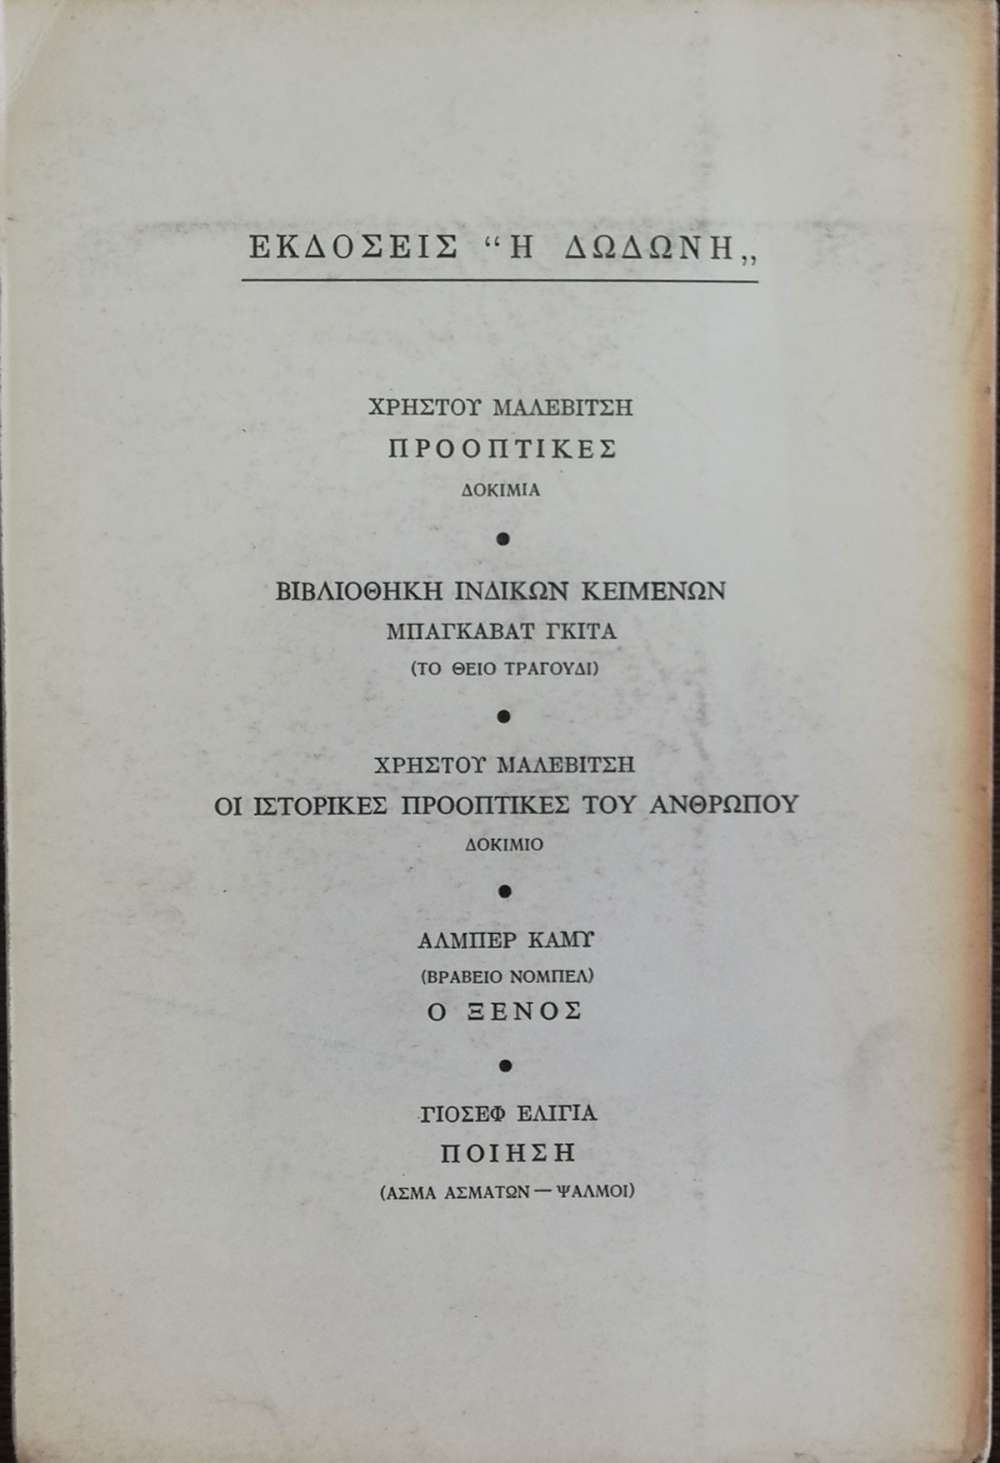 ΕΚΔΟΣΕΙΣ “Η ΔΩΔΩΝΗ„
ΧΡΗΣΤΟΥ ΜΑΛΕΒΙΤΣΗ
ΠΡΟΟΠΤΙΚΕΣ
ΔΟΚΙΜΙΑ
●
ΒΙΒΛΙΟΘΗΚΗ ΙΝΔΙΚΩΝ ΚΕΙΜΕΝΩΝ
ΜΠΑΓΚΑΒΑΤ ΓΚΙΤΑ
(ΤΟ ΘΕΙΟ ΤΡΑΓΟΥΔΙ)
●
ΧΡΗΣΤΟΥ ΜΑΛΕΒΙΤΣΗ
ΟΙ ΙΣΤΟΡΙΚΕΣ ΠΡΟΟΠΤΙΚΕΣ ΤΟΥ ΑΝΘΡΩΠΟΥ
ΔΟΚΙΜΙΟ
●
ΑΛΜΠΕΡ ΚΑΜΥ
(ΒΡΑΒΕΙΟ ΝΟΜΠΕΛ)
Ο ΞΕΝΟΣ
●
ΓΙΟΣΕΦ ΕΛΙΓΙΑ
ΠΟΙΗΣΗ
(ΑΣΜΑ ΑΣΜΑΤΩΝ — ΨΑΛΜΟΙ)